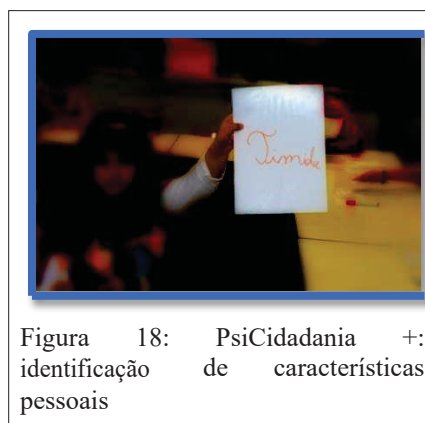 Timida
Figura 18: PsiCidadania +:
identificação de características
pessoais